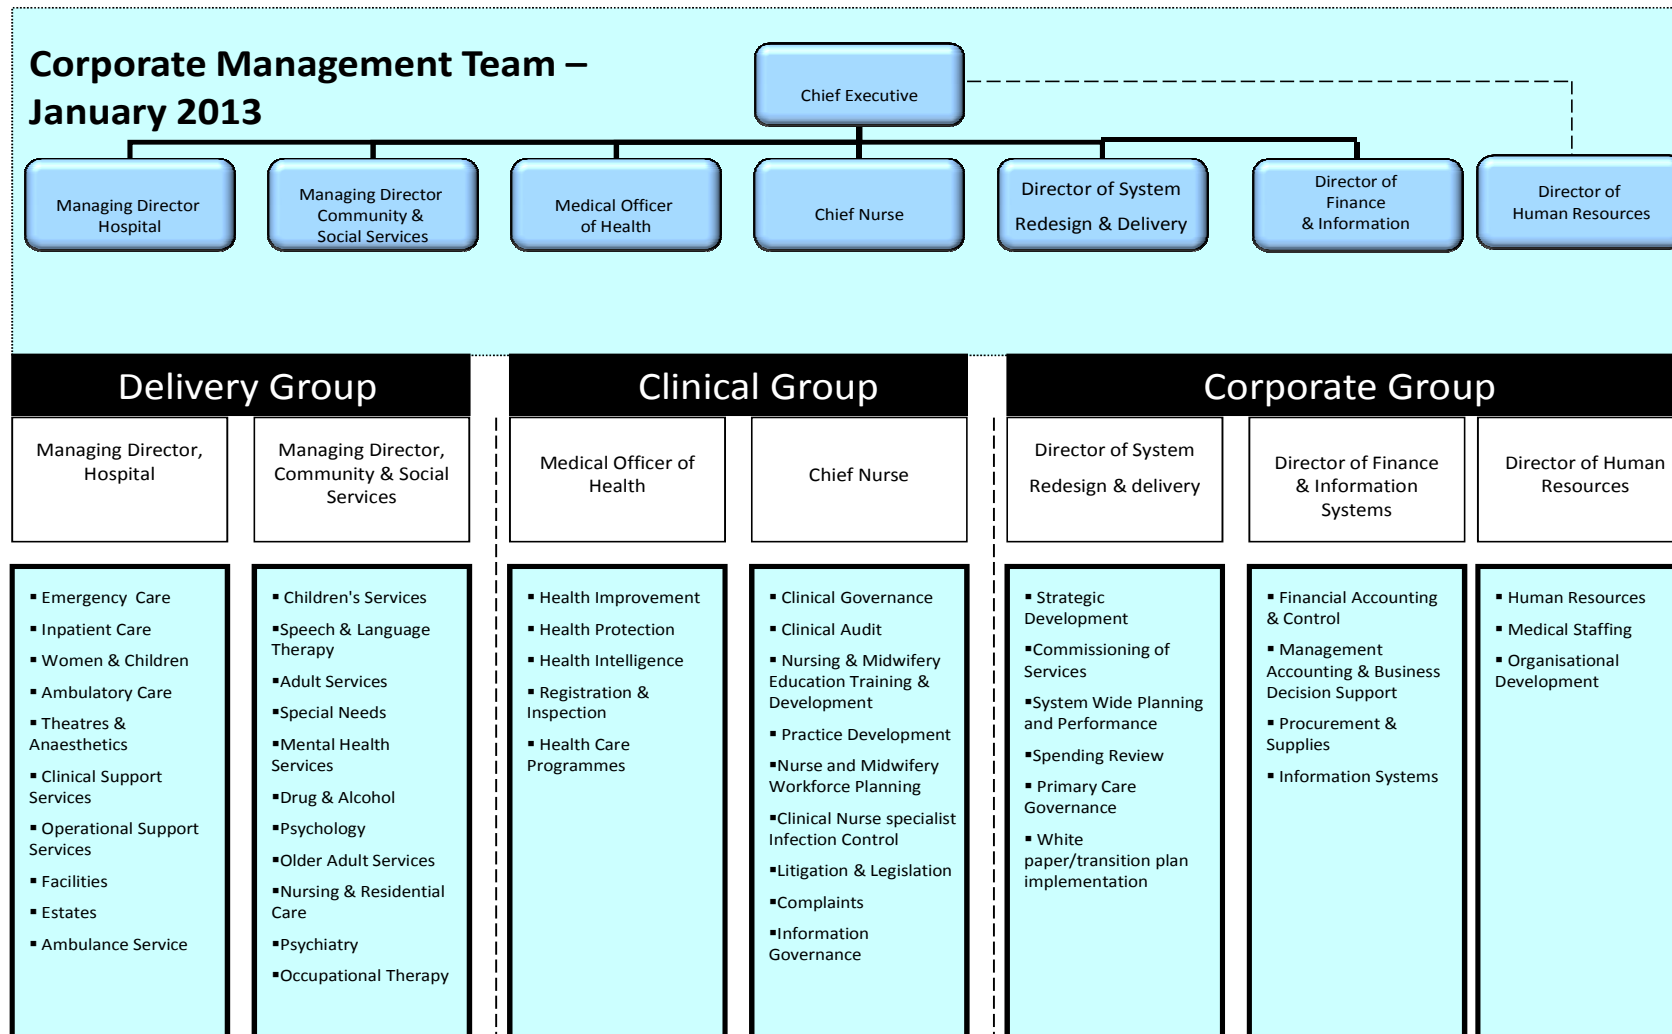 Corporate Management Team –
January 2013
Chief Executive
Managing Director
Hospital
Managing Director
Community &
Social Services
Medical Officer
of Health
Chief Nurse
Director of System
Redesign & Delivery
Director of
Finance
& Information
Director of
Human Resources
Delivery Group
Clinical Group
Corporate Group
Managing Director,
Hospital
Managing Director,
Community & Social
Services
Medical Officer of
Health
Chief Nurse
Director of System
Redesign & delivery
Director of Finance
& Information
Systems
Director of Human
Resources
▪ Emergency Care
▪ Inpatient Care
▪ Women & Children
▪ Ambulatory Care
▪ Theatres &
Anaesthetics
▪ Clinical Support
Services
▪ Operational Support
Services
▪ Facilities
▪ Estates
▪ Ambulance Service
▪ Children's Services
▪Speech & Language
Therapy
▪Adult Services
▪Special Needs
▪Mental Health
Services
▪Drug & Alcohol
▪Psychology
▪Older Adult Services
▪Nursing & Residential
Care
▪Psychiatry
▪Occupational Therapy
▪ Health Improvement
▪ Health Protection
▪ Health Intelligence
▪ Registration &
Inspection
▪ Health Care
Programmes
▪ Clinical Governance
▪ Clinical Audit
▪ Nursing & Midwifery
Education Training &
Development
▪ Practice Development
▪Nurse and Midwifery
Workforce Planning
▪Clinical Nurse specialist
Infection Control
▪Litigation & Legislation
▪Complaints
▪Information
Governance
▪ Strategic
Development
▪Commissioning of
Services
▪System Wide Planning
and Performance
▪Spending Review
▪ Primary Care
Governance
▪ White
paper/transition plan
implementation
▪ Financial Accounting
& Control
▪ Management
Accounting & Business
Decision Support
▪ Procurement &
Supplies
▪ Information Systems
▪ Human Resources
▪ Medical Staffing
▪ Organisational
Development